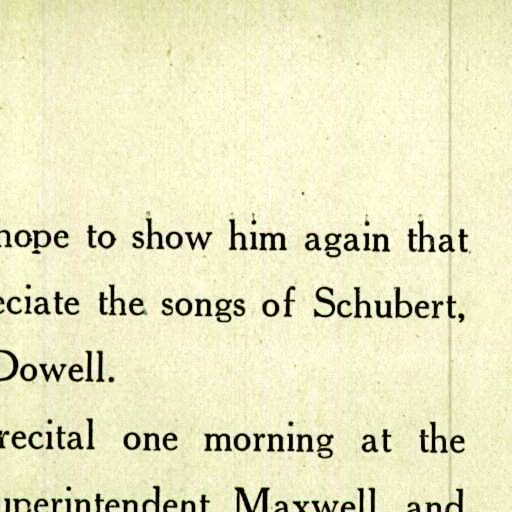 hope to show him again that
eciate the songs of Schubert,
Dowell.
recital one morning at the
uperintendent Maxwell and